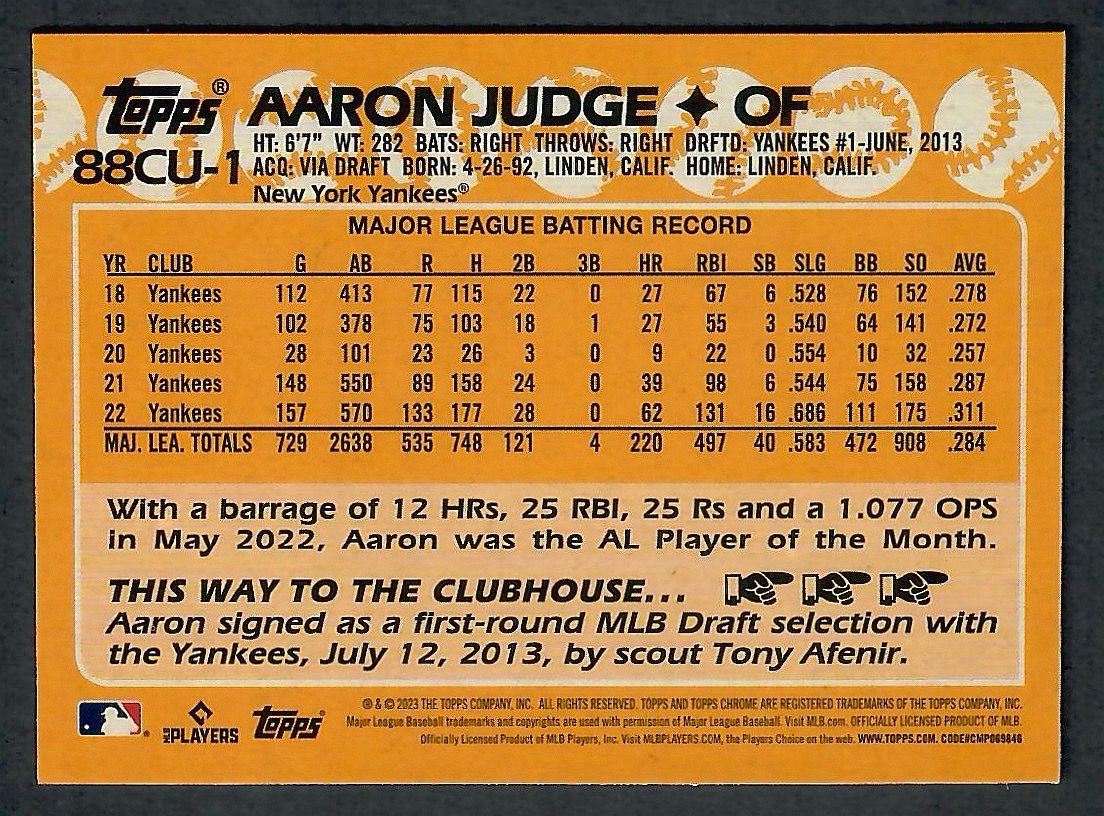 topps® AARON JUDGE ✦ OF
88CU-1 HT: 6'7" WT: 282 BATS: RIGHT THROWS: RIGHT DRFTD: YANKEES #1-JUNE, 2013
ACQ: VIA DRAFT BORN: 4-26-92, LINDEN, CALIF. HOME: LINDEN, CALIF.
New York Yankees®
MAJOR LEAGUE BATTING RECORD
YR CLUB G AB R H 2B 3B HR RBI SB SLG BB SO AVG
18 Yankees 112 413 77 115 22 0 27 67 6 .528 76 152 .278
19 Yankees 102 378 75 103 18 1 27 55 3 .540 64 141 .272
20 Yankees 28 101 23 26 3 0 9 22 0 .554 10 32 .257
21 Yankees 148 550 89 158 24 0 39 98 6 .544 75 158 .287
22 Yankees 157 570 133 177 28 0 62 131 16 .686 111 175 .311
MAJ. LEA. TOTALS 729 2638 535 748 121 4 220 497 40 .583 472 908 .284
With a barrage of 12 HRs, 25 RBI, 25 Rs and a 1.077 OPS
in May 2022, Aaron was the AL Player of the Month.
THIS WAY TO THE CLUBHOUSE...
Aaron signed as a first-round MLB Draft selection with
the Yankees, July 12, 2013, by scout Tony Afenir.
® & © 2023 THE TOPPS COMPANY, INC. ALL RIGHTS RESERVED. TOPPS AND TOPPS CHROME ARE REGISTERED TRADEMARKS OF THE TOPPS COMPANY, INC.
Major League Baseball trademarks and copyrights are used with permission of Major League Baseball. Visit MLB.com. OFFICIALLY LICENSED PRODUCT OF MLB.
Officially Licensed Product of MLB Players, Inc. Visit MLBPLAYERS.COM, the Players Choice on the web. WWW.TOPPS.COM. CODE#CMP069846
MLB PLAYERS topps®